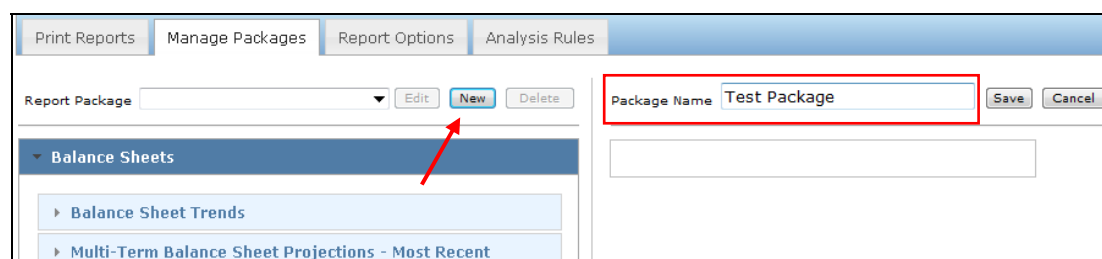 Print Reports Manage Packages Report Options Analysis Rules
Report Package Edit New Delete
Package Name Test Package Save Cancel
Balance Sheets
Balance Sheet Trends
Multi-Term Balance Sheet Projections - Most Recent